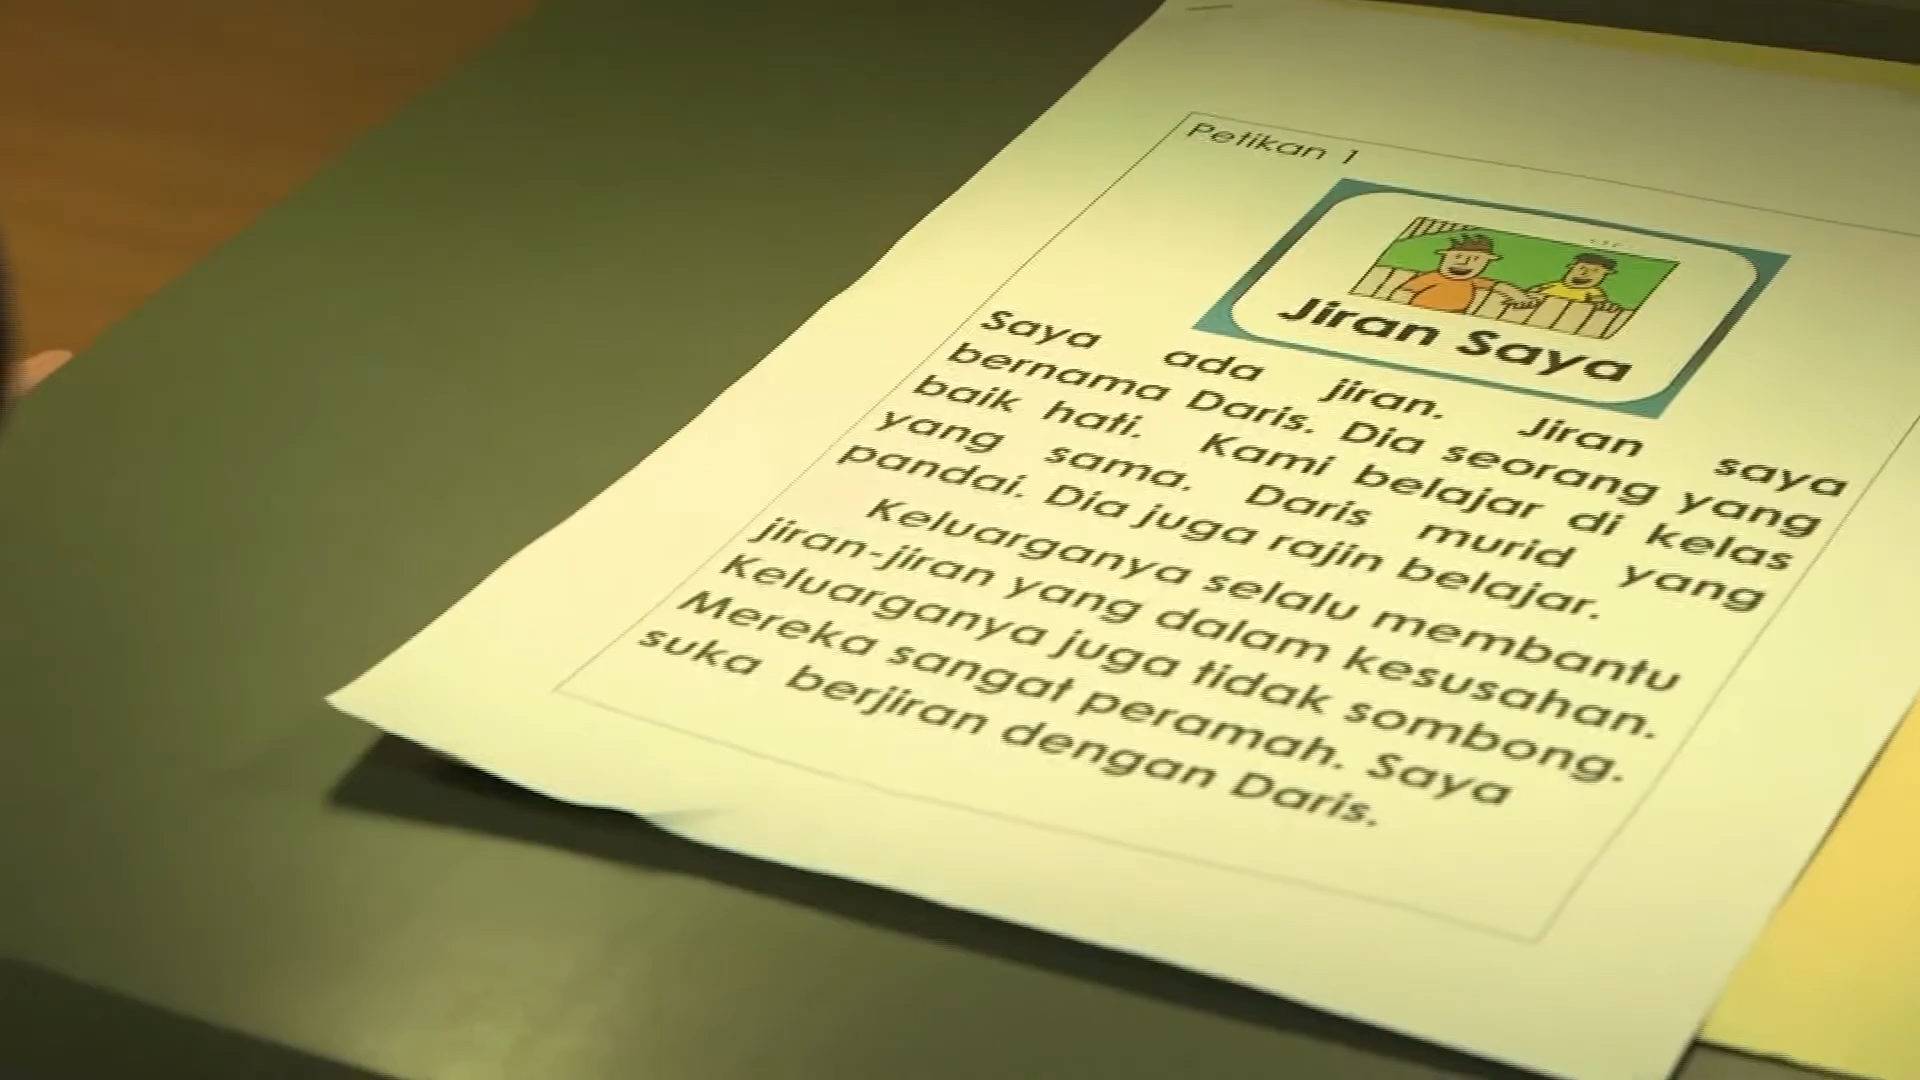 Petikan 1
Jiran Saya
Saya ada jiran. Jiran saya
bernama Daris. Dia seorang yang
baik hati. Kami belajar di kelas
yang sama. Daris murid yang
pandai. Dia juga rajin belajar.
Keluarganya selalu membantu
jiran-jiran yang dalam kesusahan.
Keluarganya juga tidak sombong.
Mereka sangat peramah. Saya
suka berjiran dengan Daris.